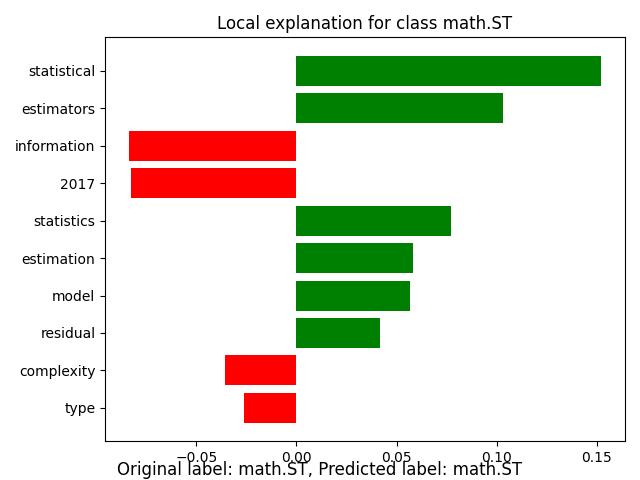 Local explanation for class math.ST
statistical
estimators
information
2017
statistics
estimation
model
residual
complexity
type
−0.05 0.00 0.05 0.10 0.15
Original label: math.ST, Predicted label: math.ST